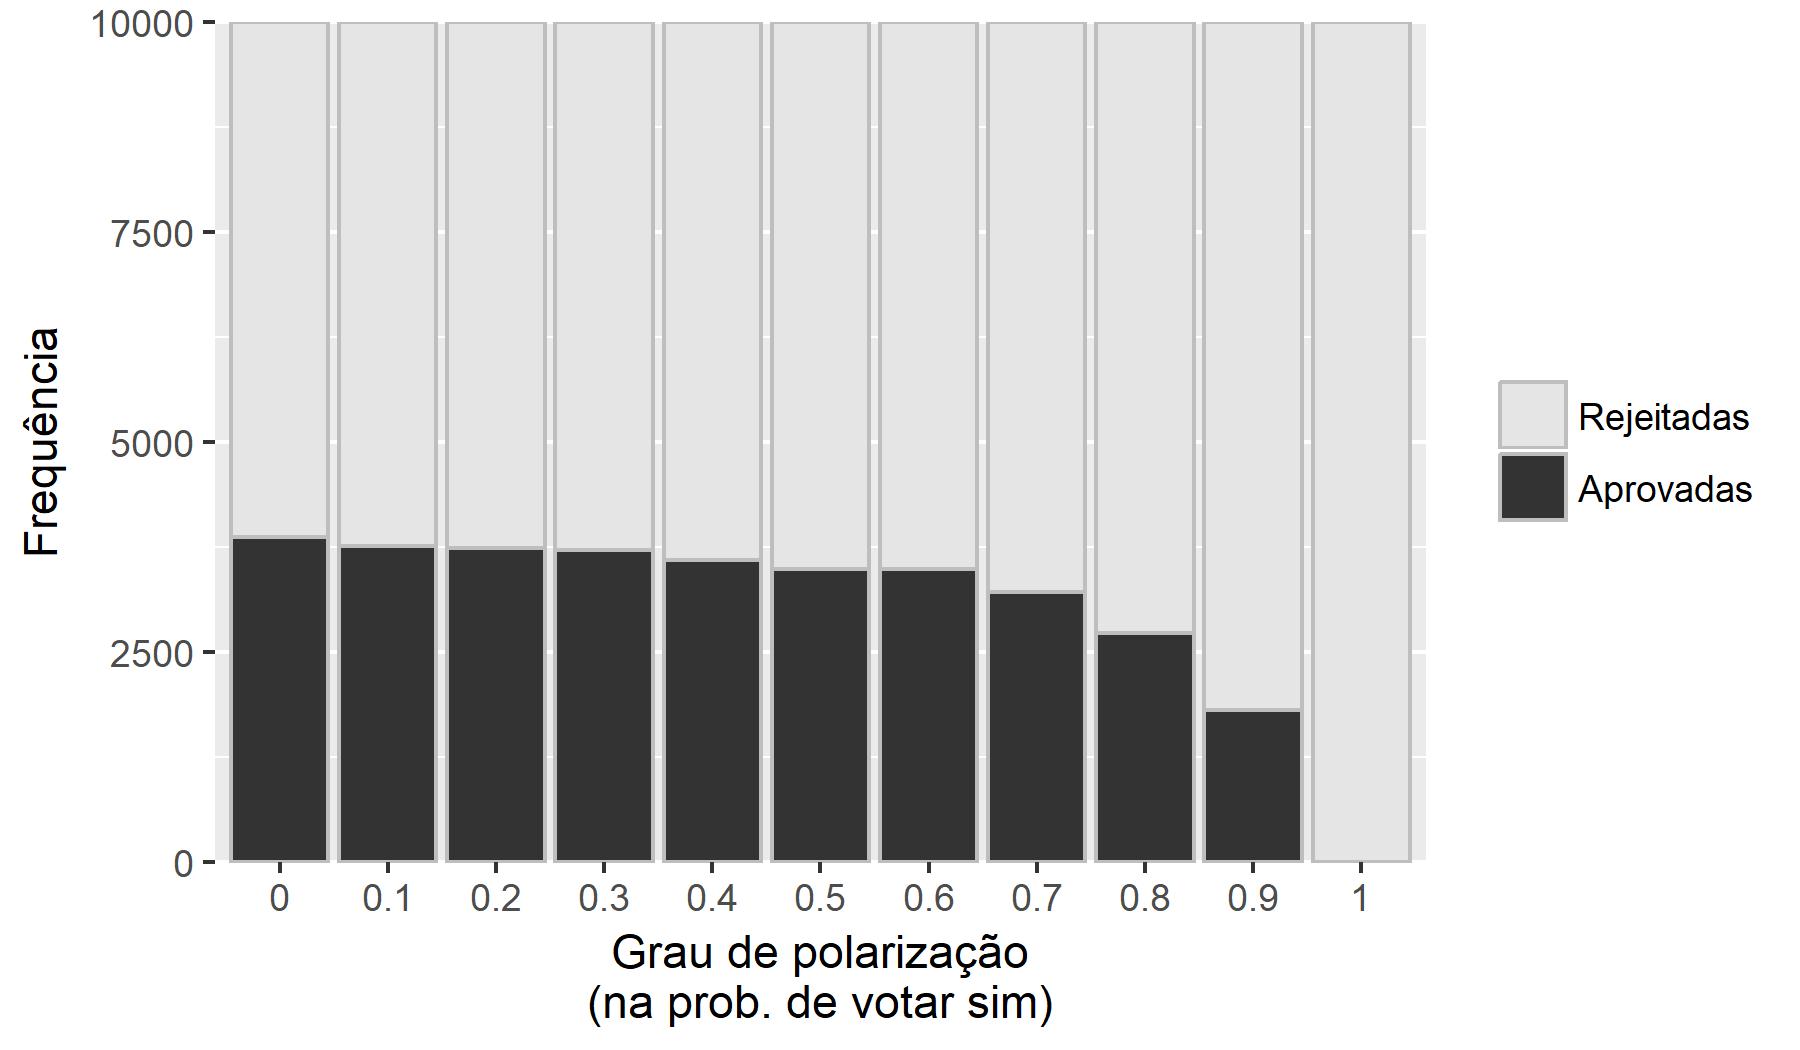 10000
7500
5000
2500
0
Frequência
0 0.1 0.2 0.3 0.4 0.5 0.6 0.7 0.8 0.9 1
Grau de polarização
(na prob. de votar sim)
Rejeitadas
Aprovadas